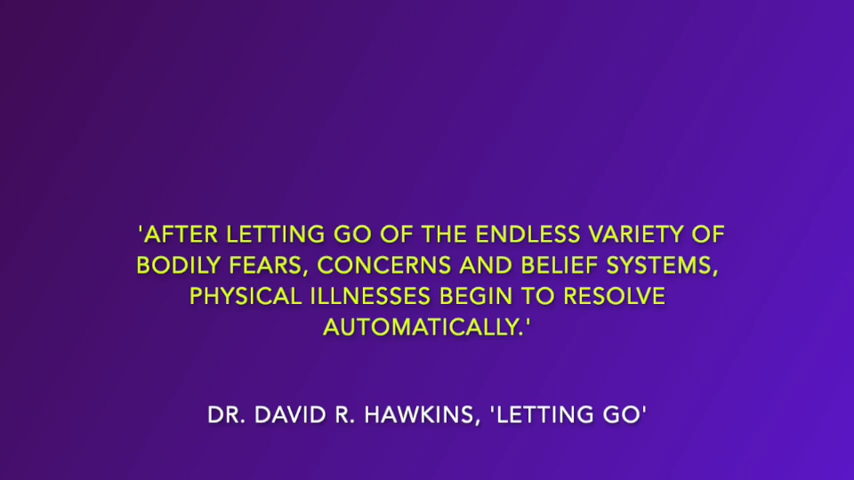 'AFTER LETTING GO OF THE ENDLESS VARIETY OF
BODILY FEARS, CONCERNS AND BELIEF SYSTEMS,
PHYSICAL ILLNESSES BEGIN TO RESOLVE
AUTOMATICALLY.'
DR. DAVID R. HAWKINS, 'LETTING GO'